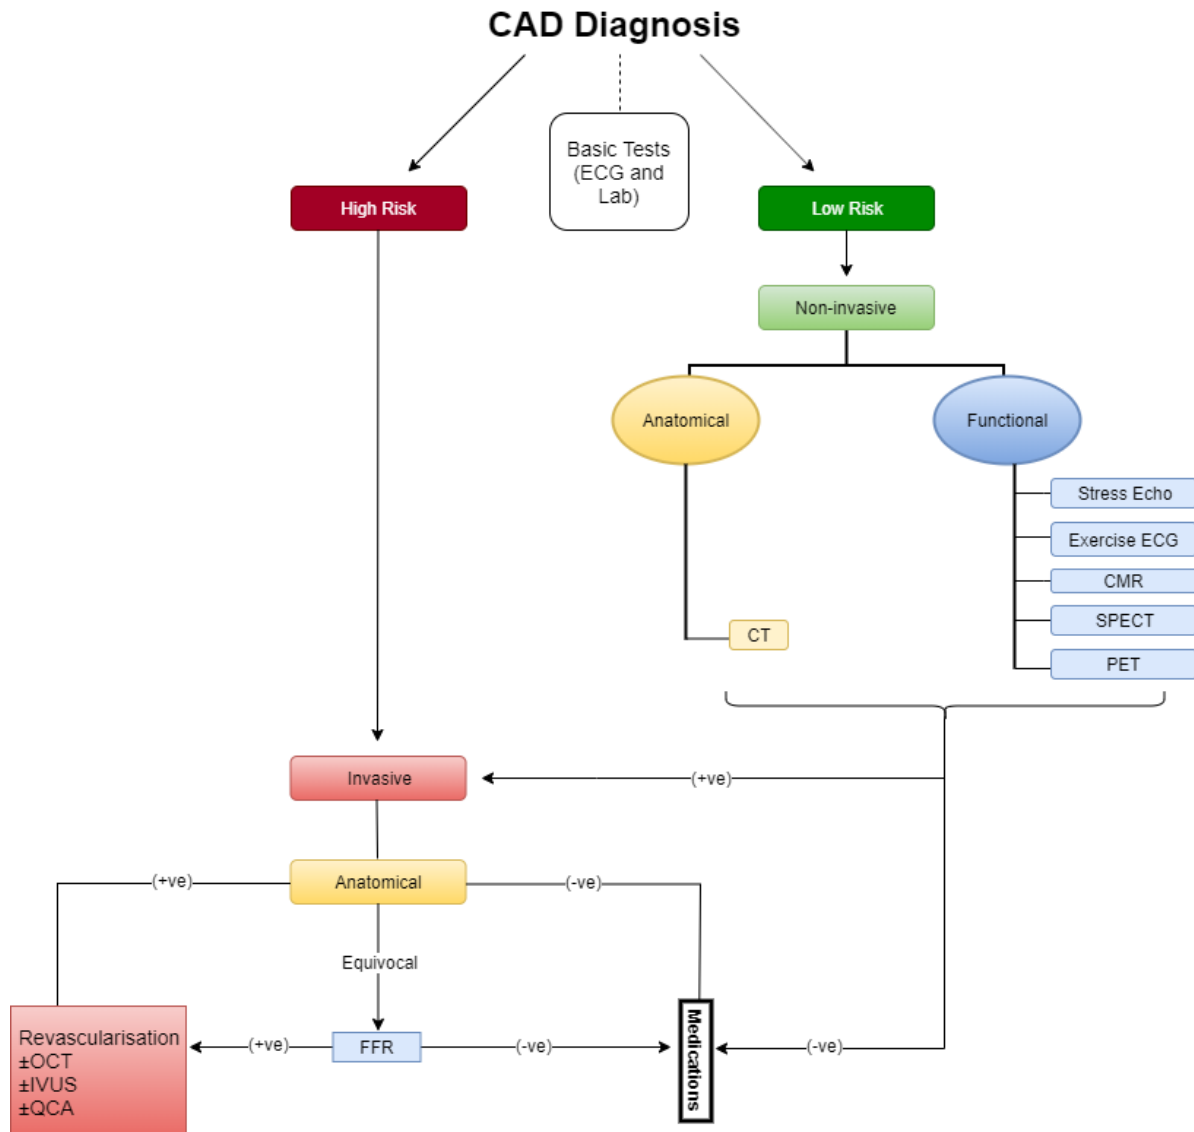 CAD Diagnosis
Basic Tests
(ECG and
Lab)
High Risk
Low Risk
Non-invasive
Anatomical
Functional
Stress Echo
Exercise ECG
CMR
SPECT
PET
CT
Invasive
(+ve)
Anatomical
(+ve)
(-ve)
Equivocal
Revascularisation
±OCT
±IVUS
±QCA
(+ve)
FFR
(-ve)
Medications
(-ve)